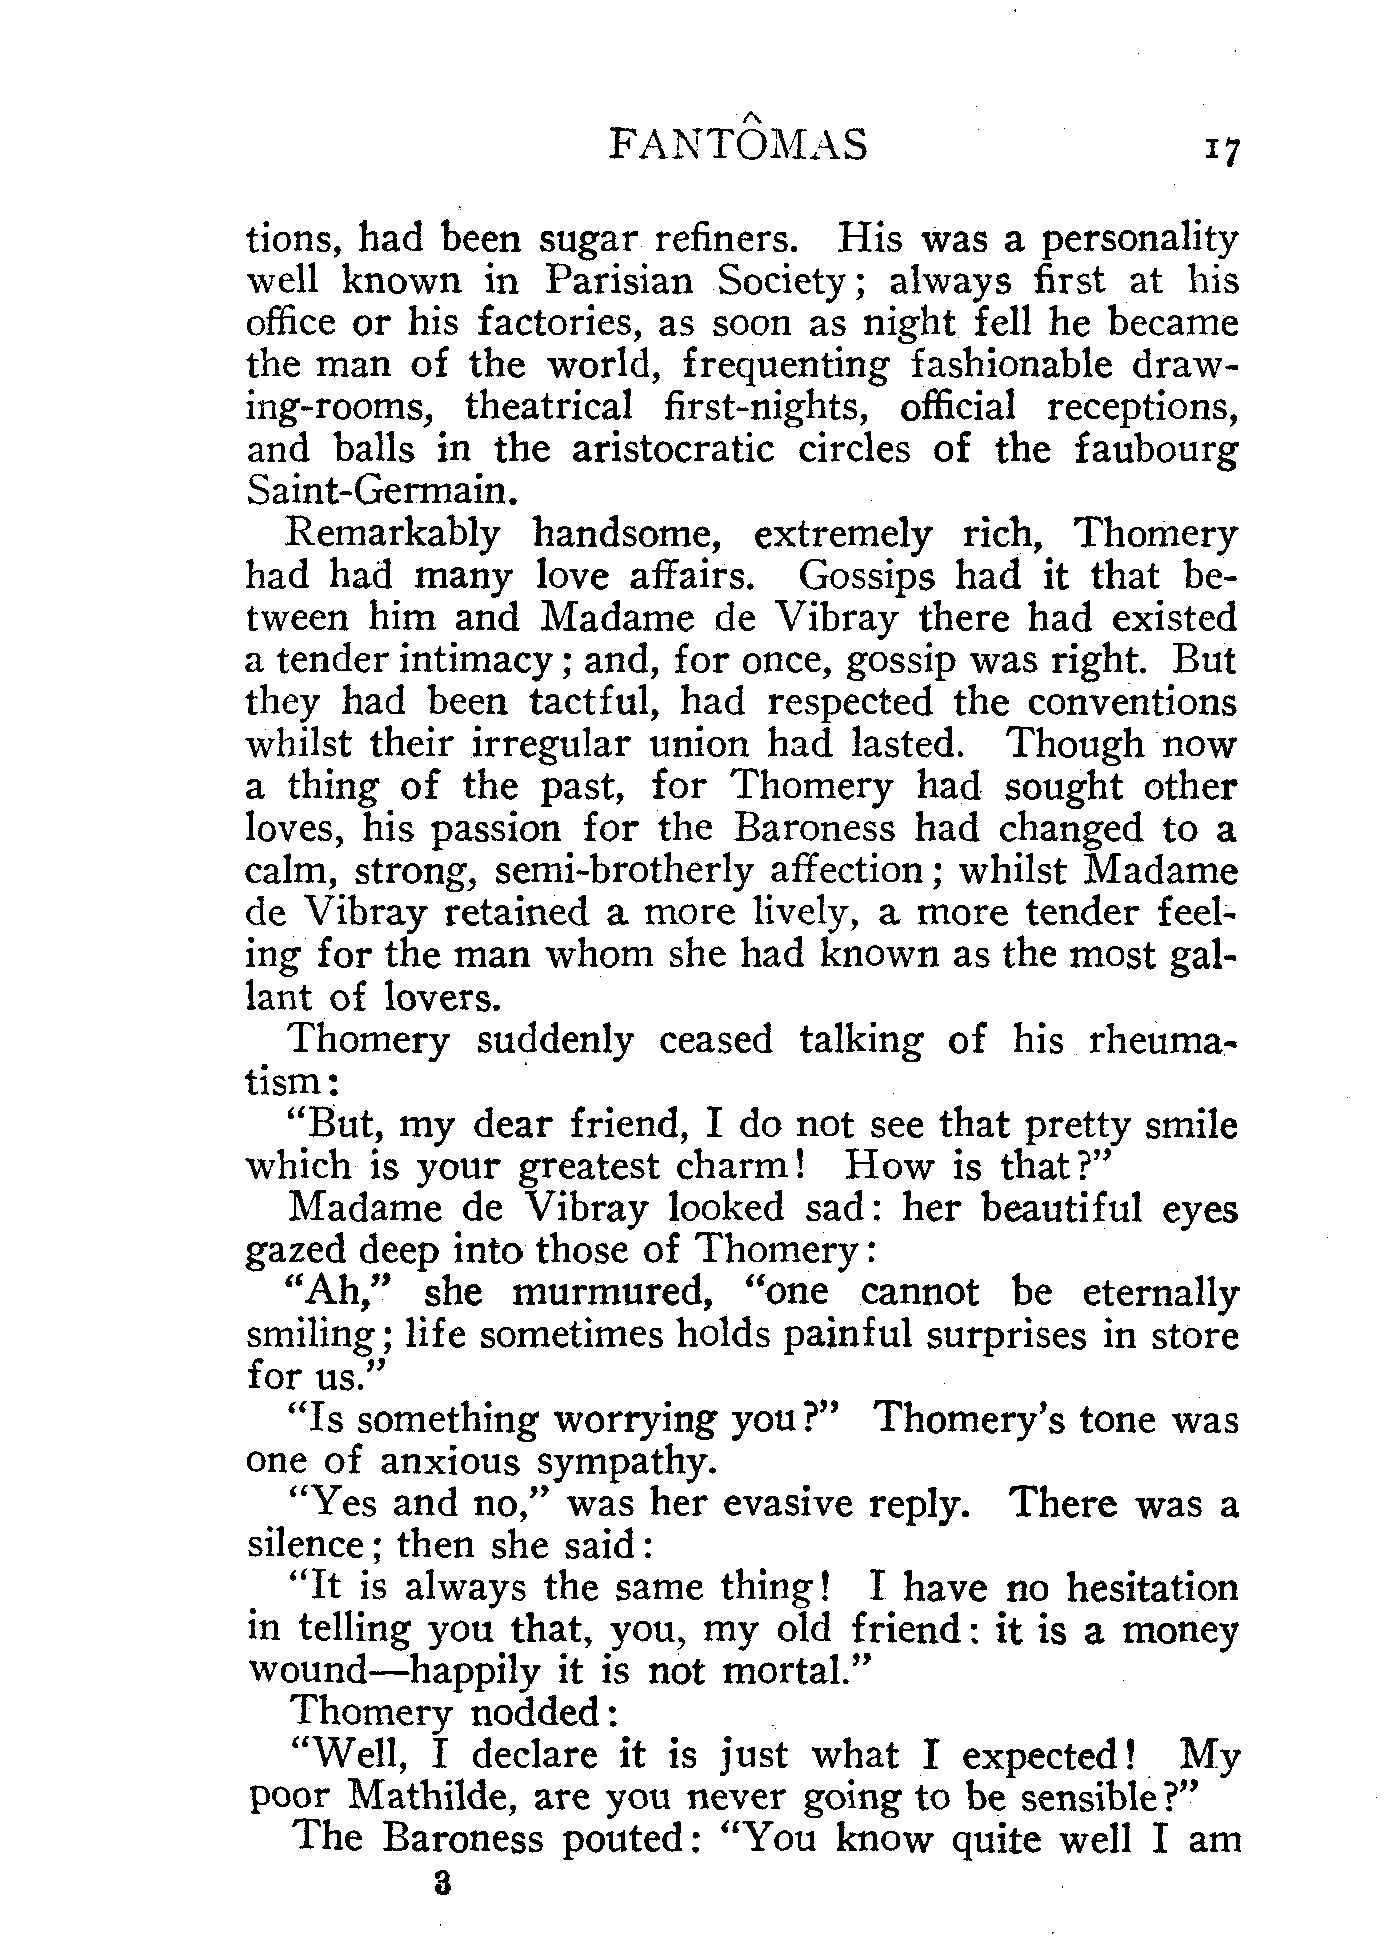 FANTÔMAS 17
tions, had been sugar refiners. His was a personality
well known in Parisian Society; always first at his
office or his factories, as soon as night fell he became
the man of the world, frequenting fashionable draw-
ing-rooms, theatrical first-nights, official receptions,
and balls in the aristocratic circles of the faubourg
Saint-Germain.
Remarkably handsome, extremely rich, Thomery
had had many love affairs. Gossips had it that be-
tween him and Madame de Vibray there had existed
a tender intimacy; and, for once, gossip was right. But
they had been tactful, had respected the conventions
whilst their irregular union had lasted. Though now
a thing of the past, for Thomery had sought other
loves, his passion for the Baroness had changed to a
calm, strong, semi-brotherly affection; whilst Madame
de Vibray retained a more lively, a more tender feel-
ing for the man whom she had known as the most gal-
lant of lovers.
Thomery suddenly ceased talking of his rheuma-
tism:
"But, my dear friend, I do not see that pretty smile
which is your greatest charm! How is that?"
Madame de Vibray looked sad: her beautiful eyes
gazed deep into those of Thomery:
"Ah," she murmured, "one cannot be eternally
smiling; life sometimes holds painful surprises in store
for us."
"Is something worrying you?" Thomery's tone was
one of anxious sympathy.
"Yes and no," was her evasive reply. There was a
silence; then she said:
"It is always the same thing! I have no hesitation
in telling you that, you, my old friend: it is a money
wound—happily it is not mortal."
Thomery nodded:
"Well, I declare it is just what I expected! My
poor Mathilde, are you never going to be sensible?"
The Baroness pouted: "You know quite well I am
3